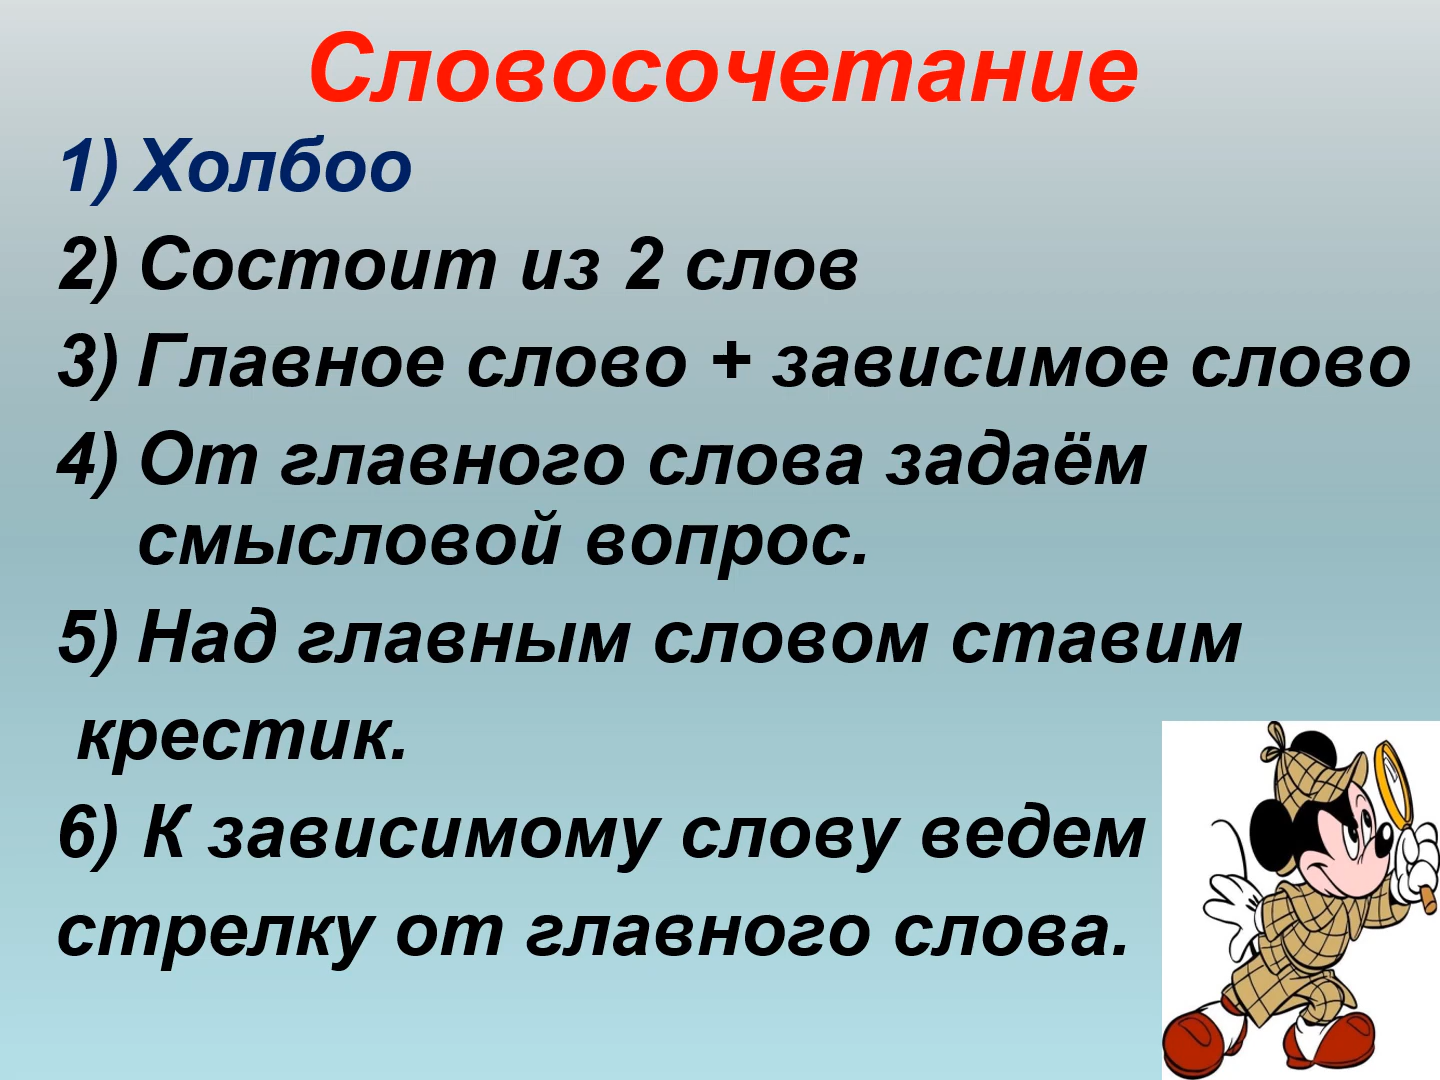 Словосочетание
1) Холбоо
2) Состоит из 2 слов
3) Главное слово + зависимое слово
4) От главного слова задаём
смысловой вопрос.
5) Над главным словом ставим
крестик.
6) К зависимому слову ведем
стрелку от главного слова.